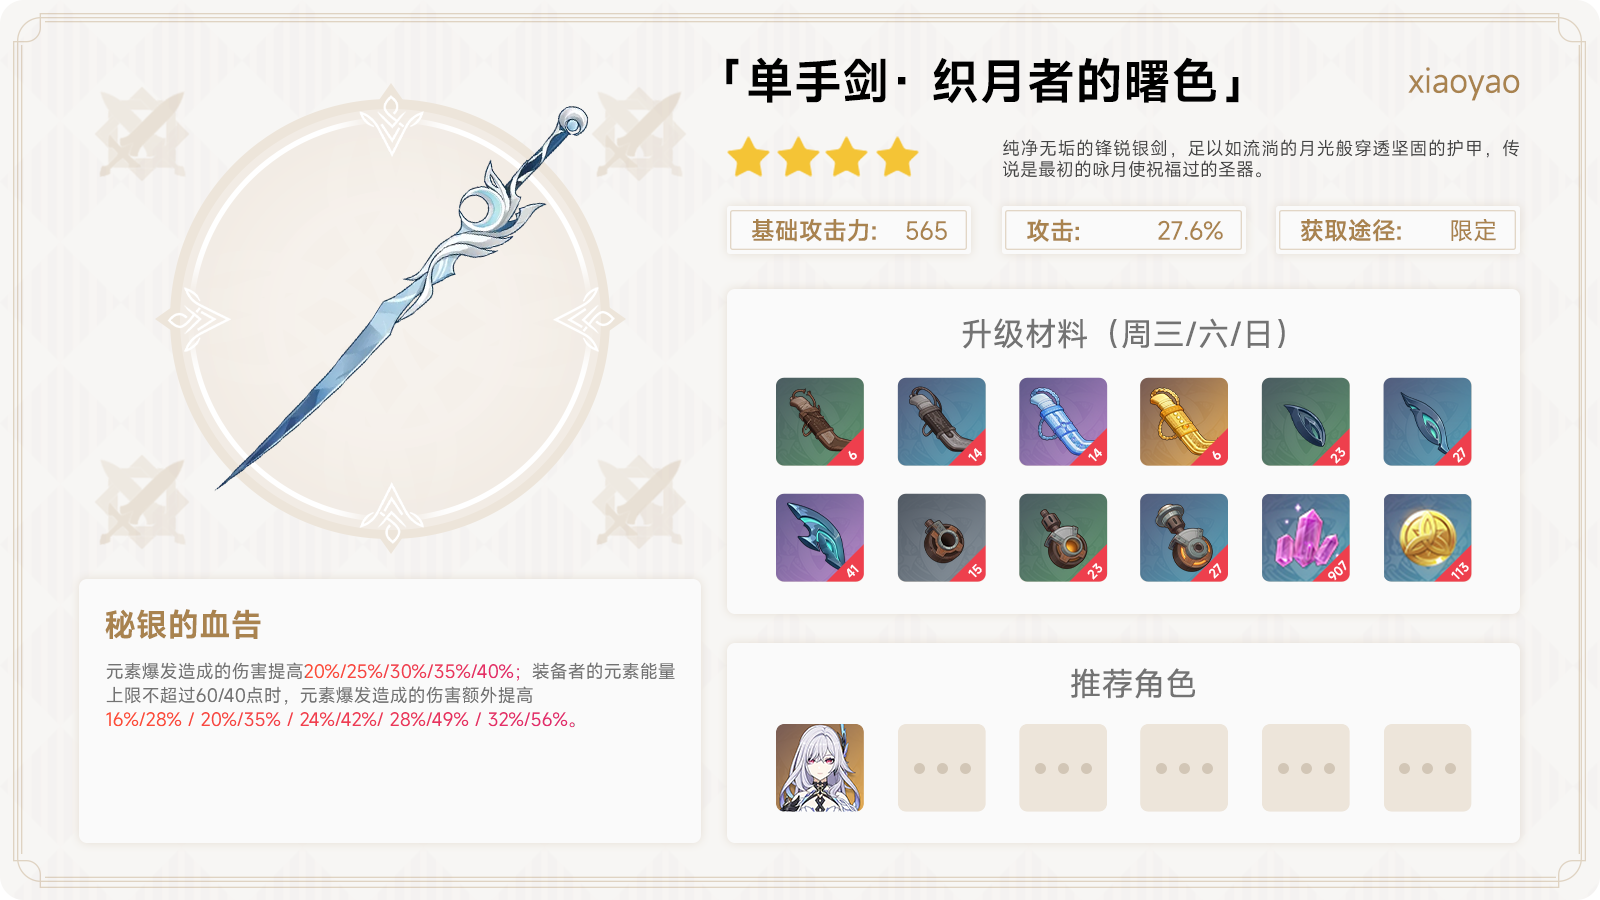 「单手剑· 织月者的曙色」
xiaoyao
纯净无垢的锋锐银剑，足以如流淌的月光般穿透坚固的护甲，传
说是最初的咏月使祝福过的圣器。
基础攻击力: 565
攻击: 27.6%
获取途径: 限定
升级材料（周三/六/日）
6 14 14 6 23 27
41 15 23 27 907 113
秘银的血告
元素爆发造成的伤害提高20%/25%/30%/35%/40%；装备者的元素能量
上限不超过60/40点时，元素爆发造成的伤害额外提高
16%/28% / 20%/35% / 24%/42%/ 28%/49% / 32%/56%。
推荐角色